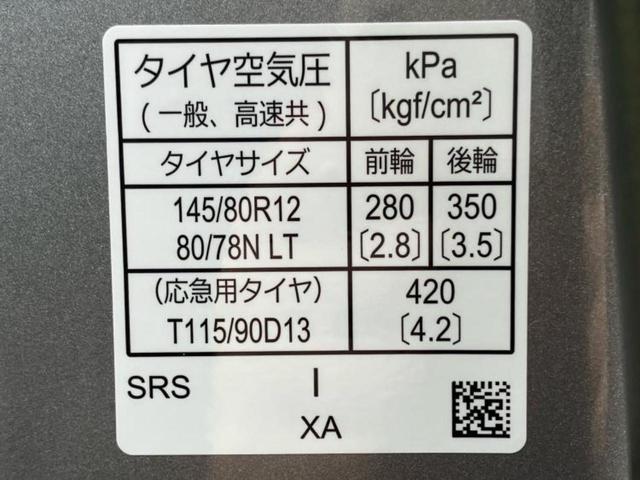 タイヤ空気圧
(一般、高速共)
kPa
〔kgf/cm²〕
タイヤサイズ
前輪
後輪
145/80R12
80/78N LT
280
〔2.8〕
350
〔3.5〕
(応急用タイヤ)
T115/90D13
420
〔4.2〕
SRS
I
XA